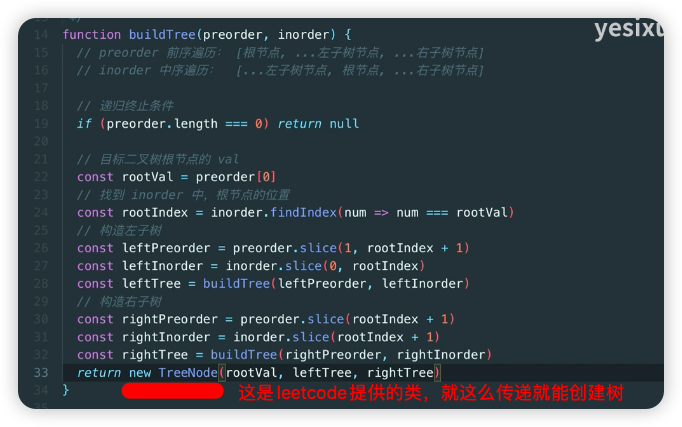 yesixu
14 function buildTree(preorder, inorder) {
15 // preorder 前序遍历： [根节点, ...左子树节点, ...右子树节点]
16 // inorder 中序遍历： [...左子树节点, 根节点, ...右子树节点]
17
18 // 递归终止条件
19 if (preorder.length === 0) return null
20
21 // 目标二叉树根节点的 val
22 const rootVal = preorder[0]
23 // 找到 inorder 中，根节点的位置
24 const rootIndex = inorder.findIndex(num => num === rootVal)
25 // 构造左子树
26 const leftPreorder = preorder.slice(1, rootIndex + 1)
27 const leftInorder = inorder.slice(0, rootIndex)
28 const leftTree = buildTree(leftPreorder, leftInorder)
29 // 构造右子树
30 const rightPreorder = preorder.slice(rootIndex + 1)
31 const rightInorder = inorder.slice(rootIndex + 1)
32 const rightTree = buildTree(rightPreorder, rightInorder)
33 return new TreeNode(rootVal, leftTree, rightTree)
34 }
这是leetcode提供的类，就这么传递就能创建树
35